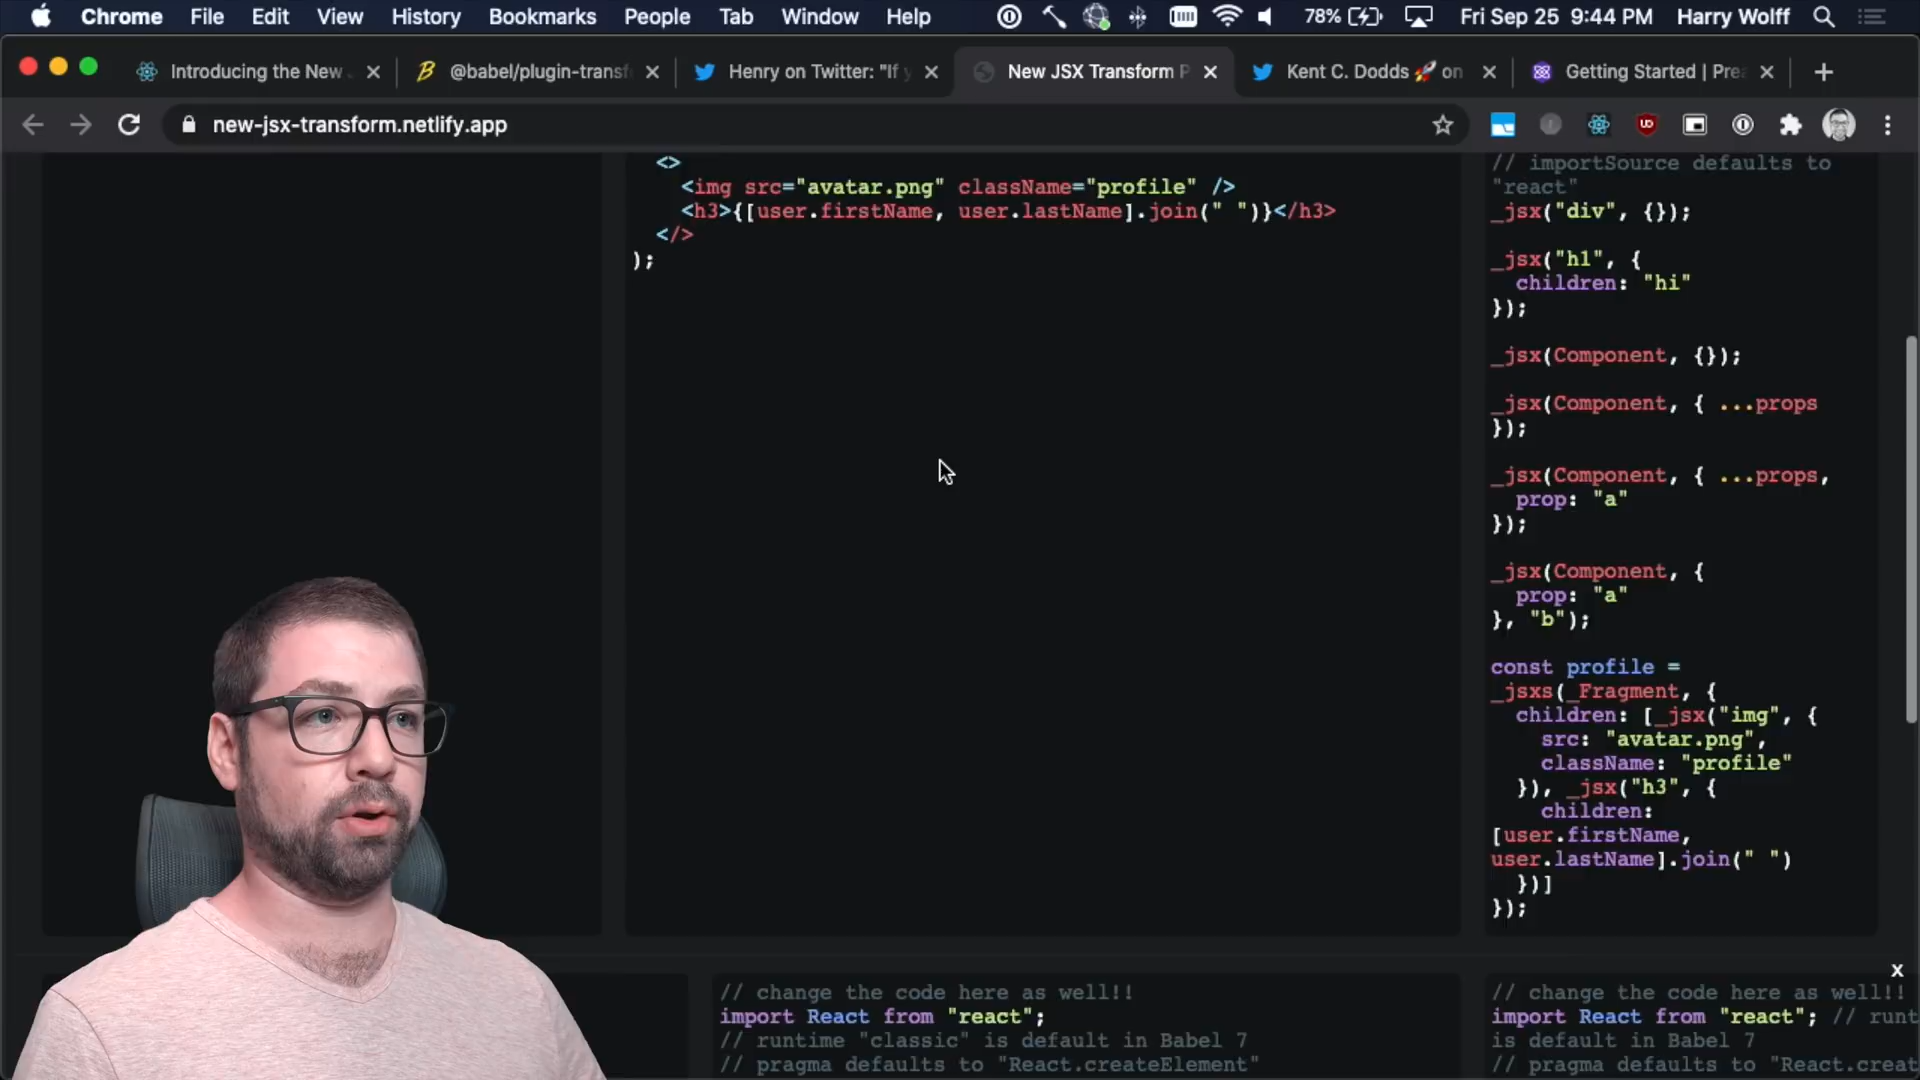 Chrome File Edit View History Bookmarks People Tab Window Help 78% Fri Sep 25 9:44 PM Harry Wolff
Introducing the New
@babel/plugin-transf
Henry on Twitter: "If y
New JSX Transform P
Kent C. Dodds 🚀 on
Getting Started | Prea
new-jsx-transform.netlify.app
<>
<img src="avatar.png" className="profile" />
<h3>{[user.firstName, user.lastName].join(" ")}</h3>
</>
);
// importSource defaults to
"react"
_jsx("div", {});
_jsx("h1", {
children: "hi"
});
_jsx(Component, {});
_jsx(Component, { ...props
});
_jsx(Component, { ...props,
prop: "a"
});
_jsx(Component, {
prop: "a"
}, "b");
const profile =
_jsxs(_Fragment, {
children: [_jsx("img", {
src: "avatar.png",
className: "profile"
}), _jsx("h3", {
children:
[user.firstName,
user.lastName].join(" ")
})]
});
x
// change the code here as well!!
import React from "react";
// runtime "classic" is default in Babel 7
// pragma defaults to "React.createElement"
// change the code here as well!!
import React from "react"; // runt
is default in Babel 7
// pragma defaults to "React.creat